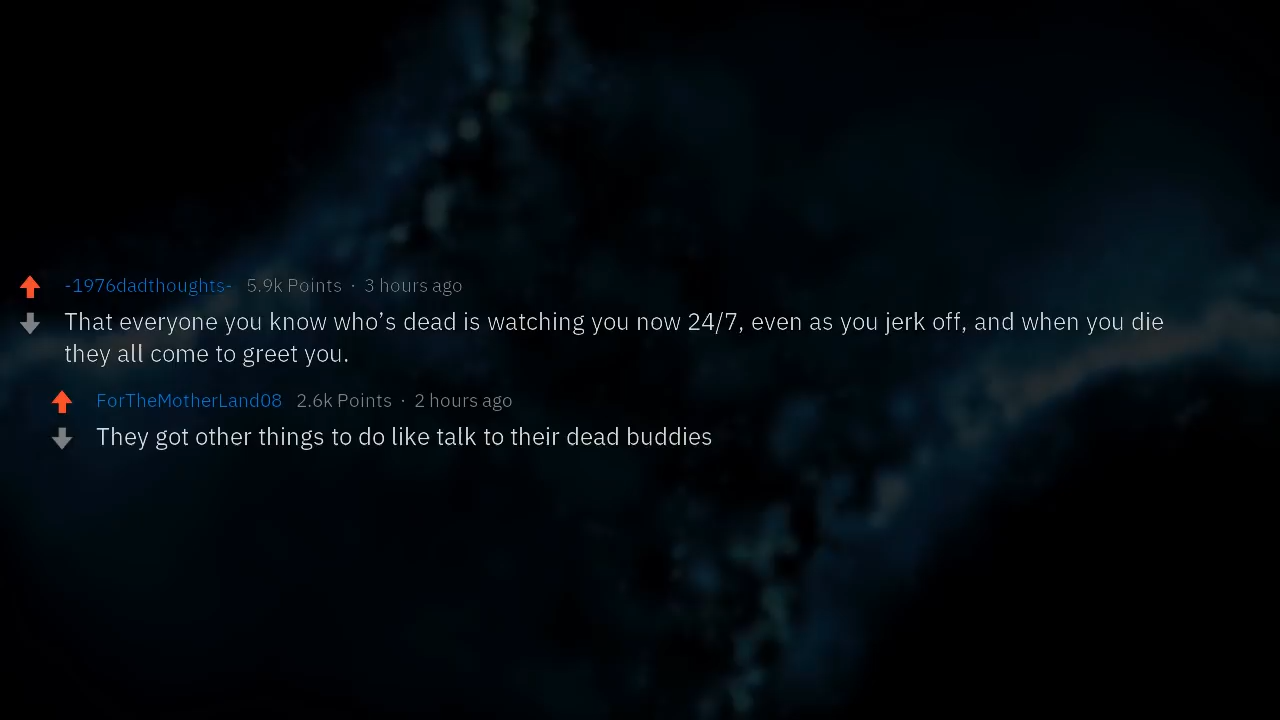 -1976dadthoughts- 5.9k Points · 3 hours ago
That everyone you know who’s dead is watching you now 24/7, even as you jerk off, and when you die
they all come to greet you.
ForTheMotherLand08 2.6k Points · 2 hours ago
They got other things to do like talk to their dead buddies